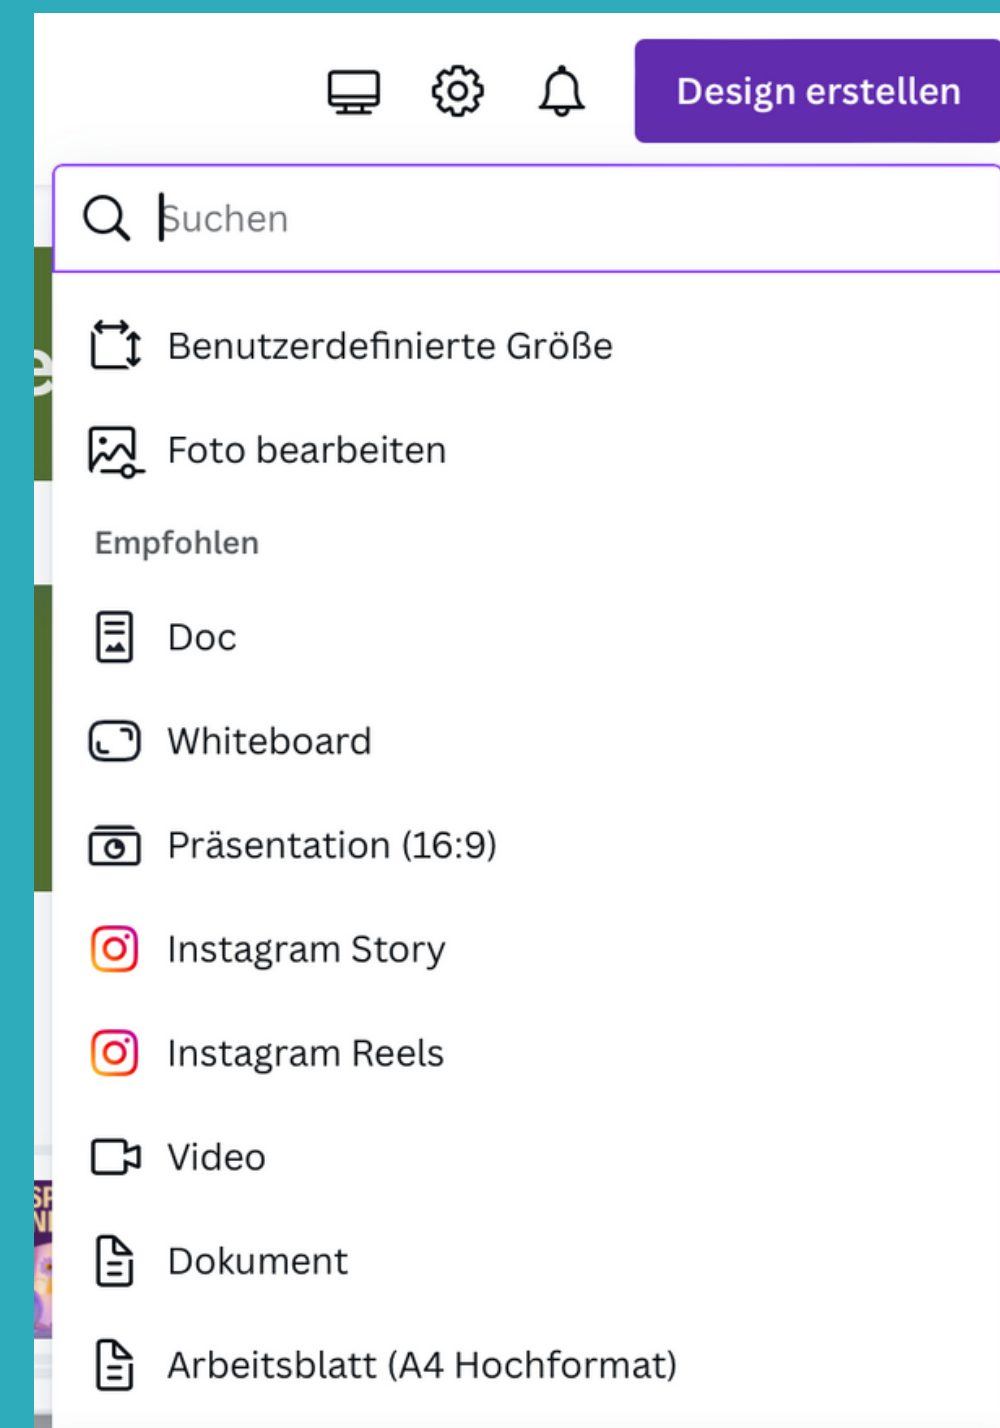 Design erstellen
Suchen
Benutzerdefinierte Größe
Foto bearbeiten
Empfohlen
Doc
Whiteboard
Präsentation (16:9)
Instagram Story
Instagram Reels
Video
Dokument
Arbeitsblatt (A4 Hochformat)